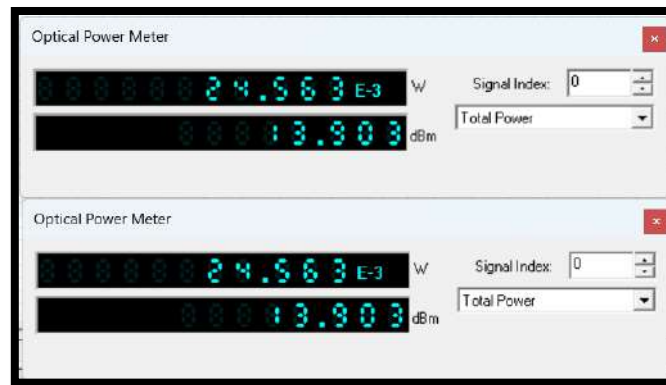 Optical Power Meter
24.563 E-3 W
Signal Index: 0
13.903 dBm
Total Power
Optical Power Meter
24.563 E-3 W
Signal Index: 0
13.903 dBm
Total Power